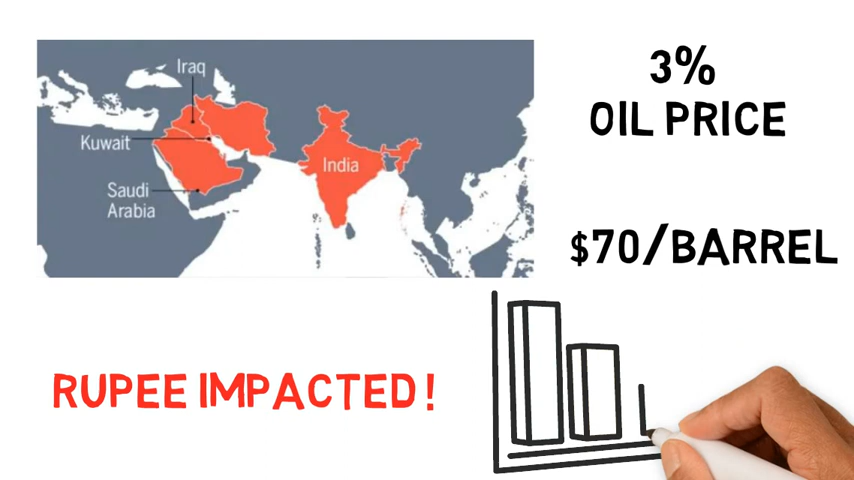 Iraq
Kuwait
Saudi
Arabia
India
3%
OIL PRICE
$70/BARREL
RUPEE IMPACTED!